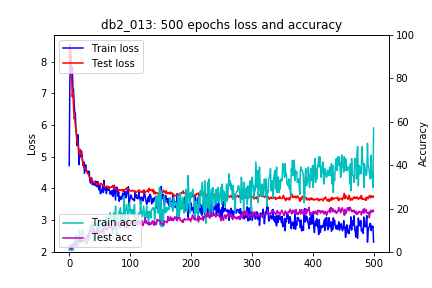 db2_013: 500 epochs loss and accuracy
Train loss
Test loss
Train acc
Test acc
Loss
8
7
6
5
4
3
2
Accuracy
100
80
60
40
20
0
0
100
200
300
400
500